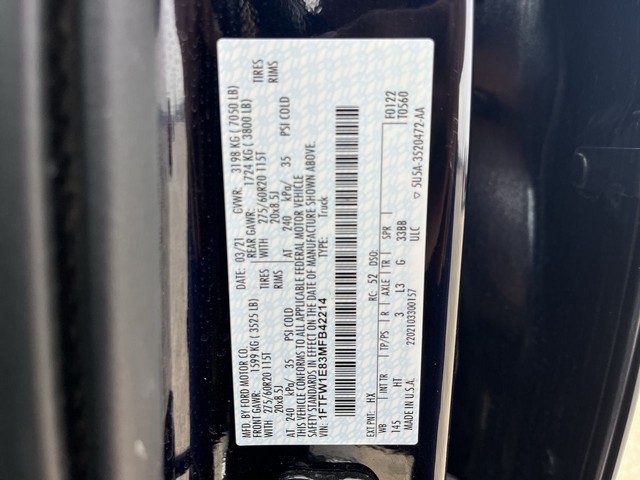 MFD. BY FORD MOTOR CO.
DATE: 03/21 GVWR: 3198 KG ( 7050 LB)
FRONT GAWR: 1599 KG ( 3525 LB) REAR GAWR: 1724 KG ( 3800 LB)
WITH 275/60R20 115T TIRES WITH 275/60R20 115T TIRES
20x8.5J RIMS 20x8.5J RIMS
AT 240 kPa/ 35 PSI COLD AT 240 kPa/ 35 PSI COLD
THIS VEHICLE CONFORMS TO ALL APPLICABLE FEDERAL MOTOR VEHICLE
SAFETY STANDARDS IN EFFECT ON THE DATE OF MANUFACTURE SHOWN ABOVE.
VIN: 1FTFW1E83MFB42214 TYPE: Truck
F0122
EXT PNT: HX RC: 52 DSO: T0560
WB INT TR TP/PS R AXLE TR SPR
145 HT 3 L3 G 33BB
ULC
MADE IN U.S.A. 2202103300157 ▽ 5U5A-3520472-AA